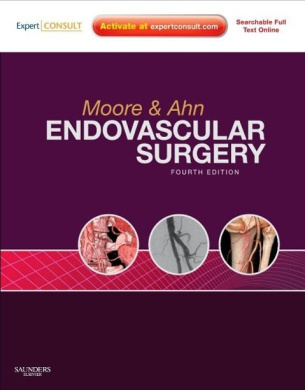 Expert CONSULT
Activate at expertconsult.com
Searchable Full
Text Online
Moore & Ahn
ENDOVASCULAR
SURGERY
FOURTH EDITION
SAUNDERS
ELSEVIER